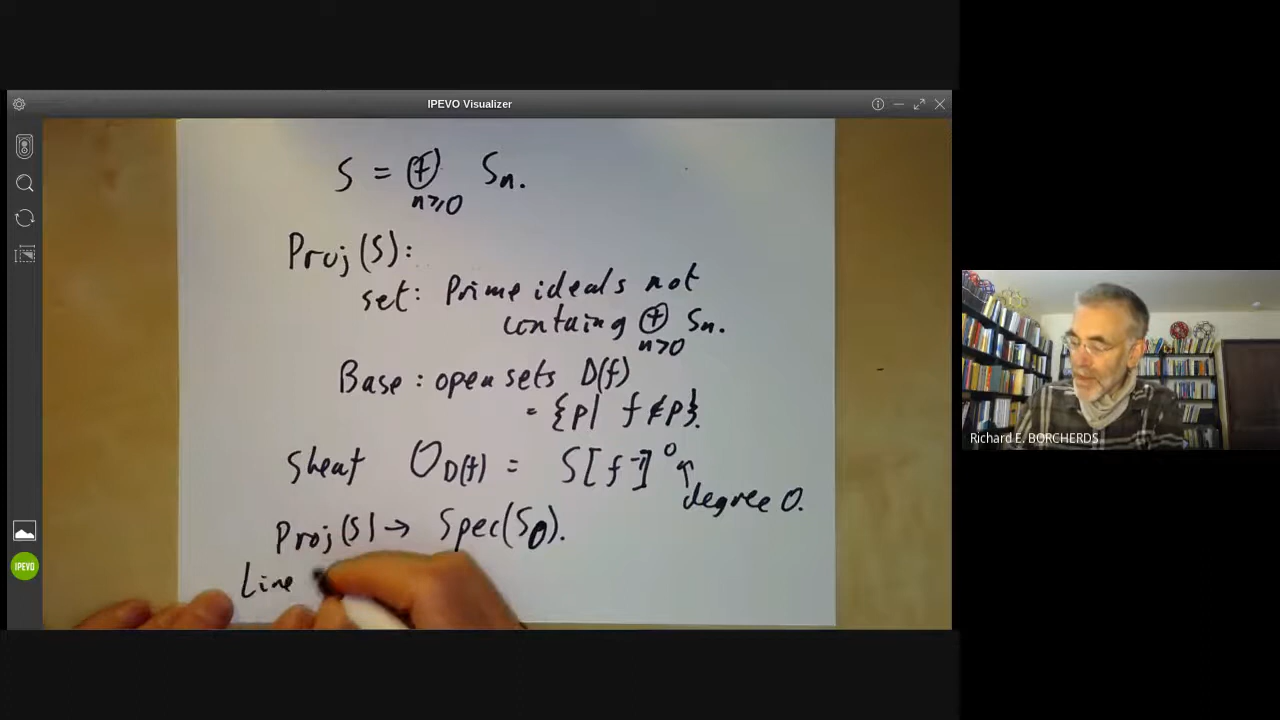 IPEVO Visualizer
S = ⊕ Sn.
n≥0
Proj(S):
set: Prime ideals not
containg ⊕ Sn.
n>0
Base: open sets D(f)
= {p| f∉p}.
Sheaf O_D(f) = S[f⁻¹]⁰
degree 0.
Proj(S) → Spec(S₀).
Line
Richard E. BORCHERDS
IPEVO